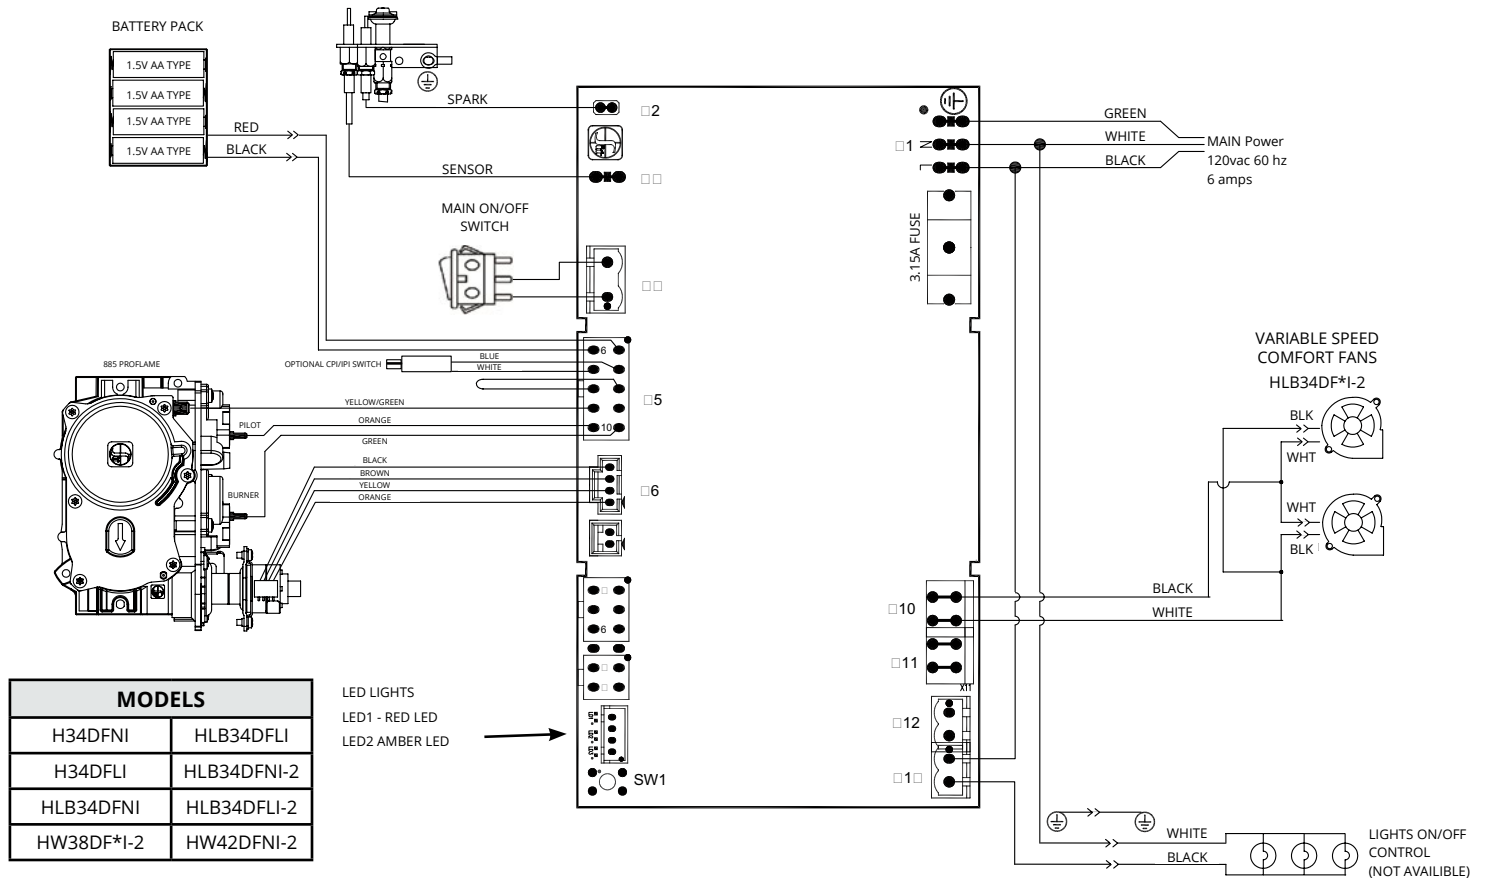 BATTERY PACK
1.5V AA TYPE
1.5V AA TYPE
1.5V AA TYPE
1.5V AA TYPE
RED
BLACK
SPARK
SENSOR
MAIN ON/OFF
SWITCH
□2
□□
□□
885 PROFLAME
OPTIONAL CPI/IPI SWITCH
BLUE
WHITE
YELLOW/GREEN
PILOT
ORANGE
GREEN
6
10
□5
BURNER
BLACK
BROWN
YELLOW
ORANGE
□6
6
LED LIGHTS
LED1 - RED LED
LED2 AMBER LED
SW1
□1
N
L
3.15A FUSE
GREEN
WHITE
BLACK
MAIN Power
120vac 60 hz
6 amps
VARIABLE SPEED
COMFORT FANS
HLB34DF*I-2
BLK
WHT
WHT
BLK
BLACK
WHITE
□10
□11
X11
□12
□1□
WHITE
BLACK
LIGHTS ON/OFF
CONTROL
(NOT AVAILIBLE)
MODELS
H34DFNI HLB34DFLI
H34DFLI HLB34DFNI-2
HLB34DFNI HLB34DFLI-2
HW38DF*I-2 HW42DFNI-2